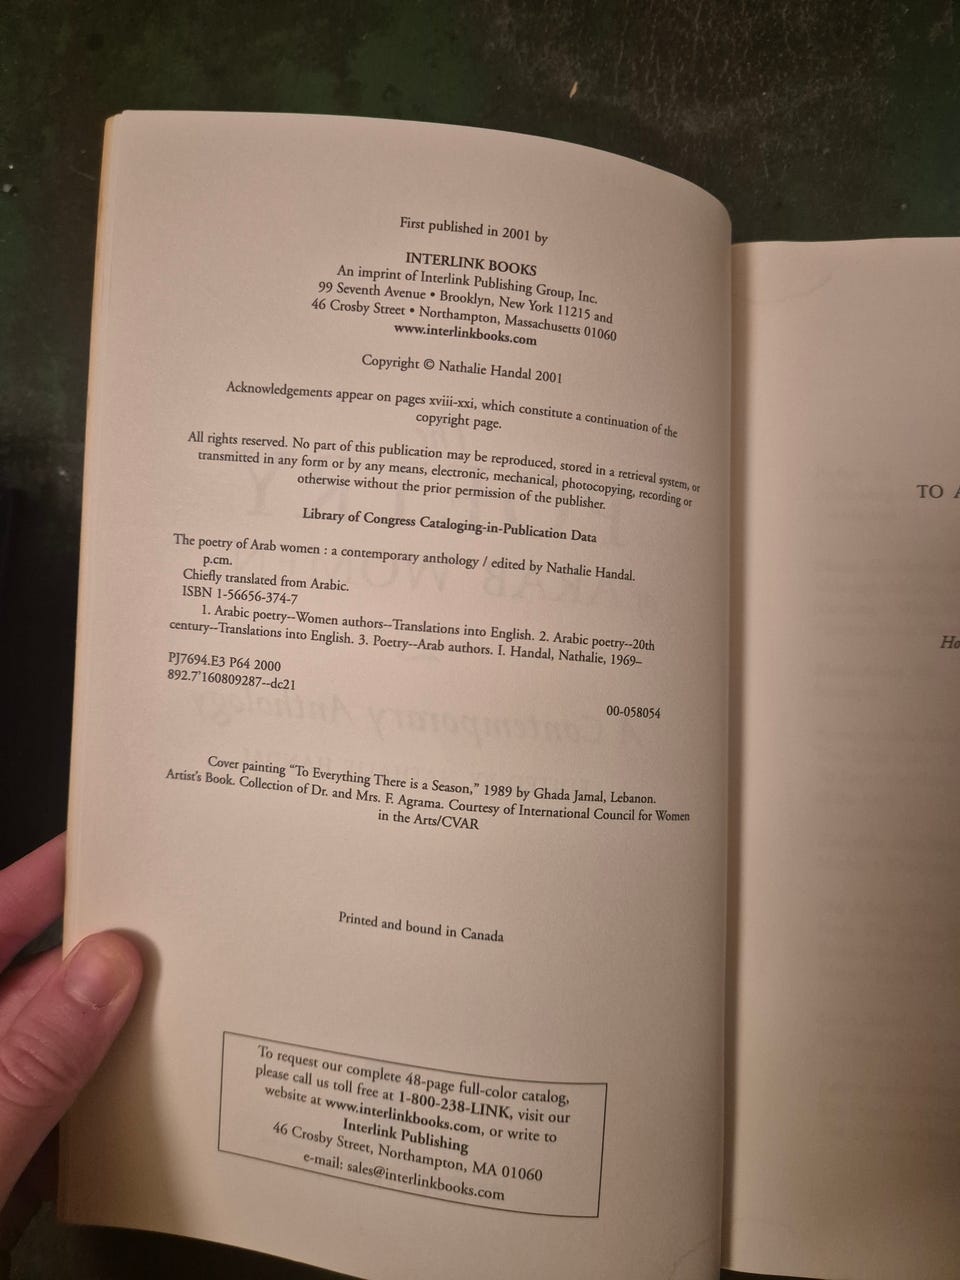 First published in 2001 by
INTERLINK BOOKS
An imprint of Interlink Publishing Group, Inc.
99 Seventh Avenue • Brooklyn, New York 11215 and
46 Crosby Street • Northampton, Massachusetts 01060
www.interlinkbooks.com
Copyright © Nathalie Handal 2001
Acknowledgements appear on pages xviii-xxi, which constitute a continuation of the
copyright page.
All rights reserved. No part of this publication may be reproduced, stored in a retrieval system, or
transmitted in any form or by any means, electronic, mechanical, photocopying, recording or
otherwise without the prior permission of the publisher.
Library of Congress Cataloging-in-Publication Data
The poetry of Arab women : a contemporary anthology / edited by Nathalie Handal.
p.cm.
Chiefly translated from Arabic.
ISBN 1-56656-374-7
1. Arabic poetry--Women authors--Translations into English. 2. Arabic poetry--20th
century--Translations into English. 3. Poetry--Arab authors. I. Handal, Nathalie, 1969–
PJ7694.E3 P64 2000
892.7'160809287--dc21
00-058054
Cover painting “To Everything There is a Season,” 1989 by Ghada Jamal, Lebanon.
Artist's Book. Collection of Dr. and Mrs. F. Agrama. Courtesy of International Council for Women
in the Arts/CVAR
Printed and bound in Canada
To request our complete 48-page full-color catalog,
please call us toll free at 1-800-238-LINK, visit our
website at www.interlinkbooks.com, or write to
Interlink Publishing
46 Crosby Street, Northampton, MA 01060
e-mail: sales@interlinkbooks.com
TO A
Ho